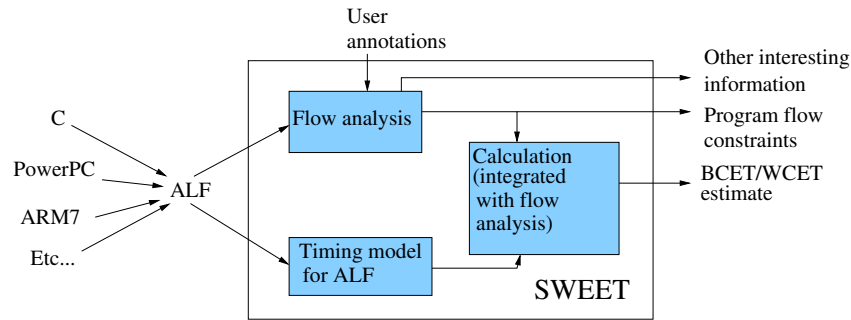 User
annotations
Other interesting
information
Flow analysis
Program flow
constraints
C
PowerPC
ALF
ARM7
Etc...
Calculation
(integrated
with flow
analysis)
BCET/WCET
estimate
Timing model
for ALF
SWEET